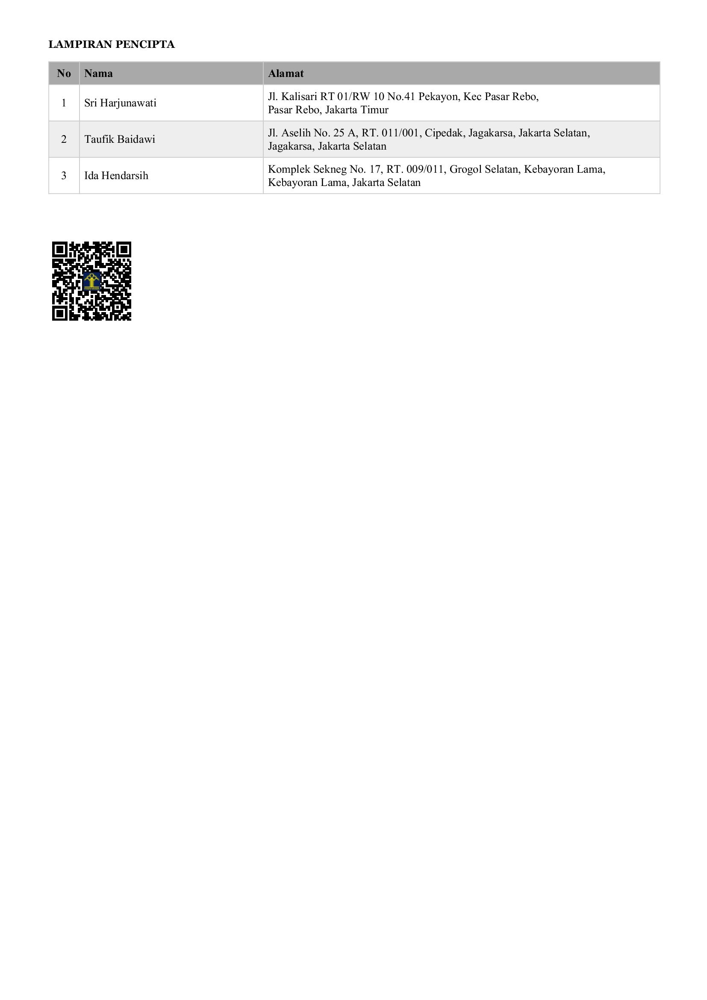 LAMPIRAN PENCIPTA
No Nama Alamat
1 Sri Harjunawati Jl. Kalisari RT 01/RW 10 No.41 Pekayon, Kec Pasar Rebo,
Pasar Rebo, Jakarta Timur
2 Taufik Baidawi Jl. Aselih No. 25 A, RT. 011/001, Cipedak, Jagakarsa, Jakarta Selatan,
Jagakarsa, Jakarta Selatan
3 Ida Hendarsih Komplek Sekneg No. 17, RT. 009/011, Grogol Selatan, Kebayoran Lama,
Kebayoran Lama, Jakarta Selatan